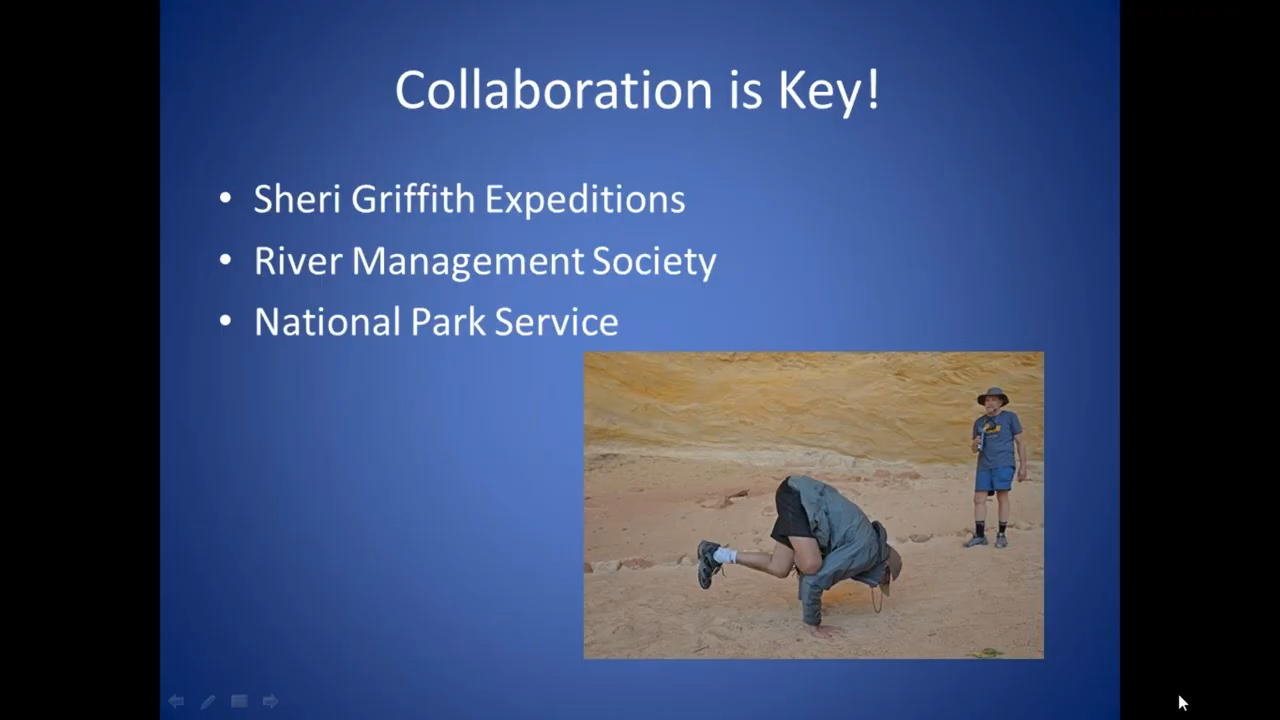 Collaboration is Key!
• Sheri Griffith Expeditions
• River Management Society
• National Park Service